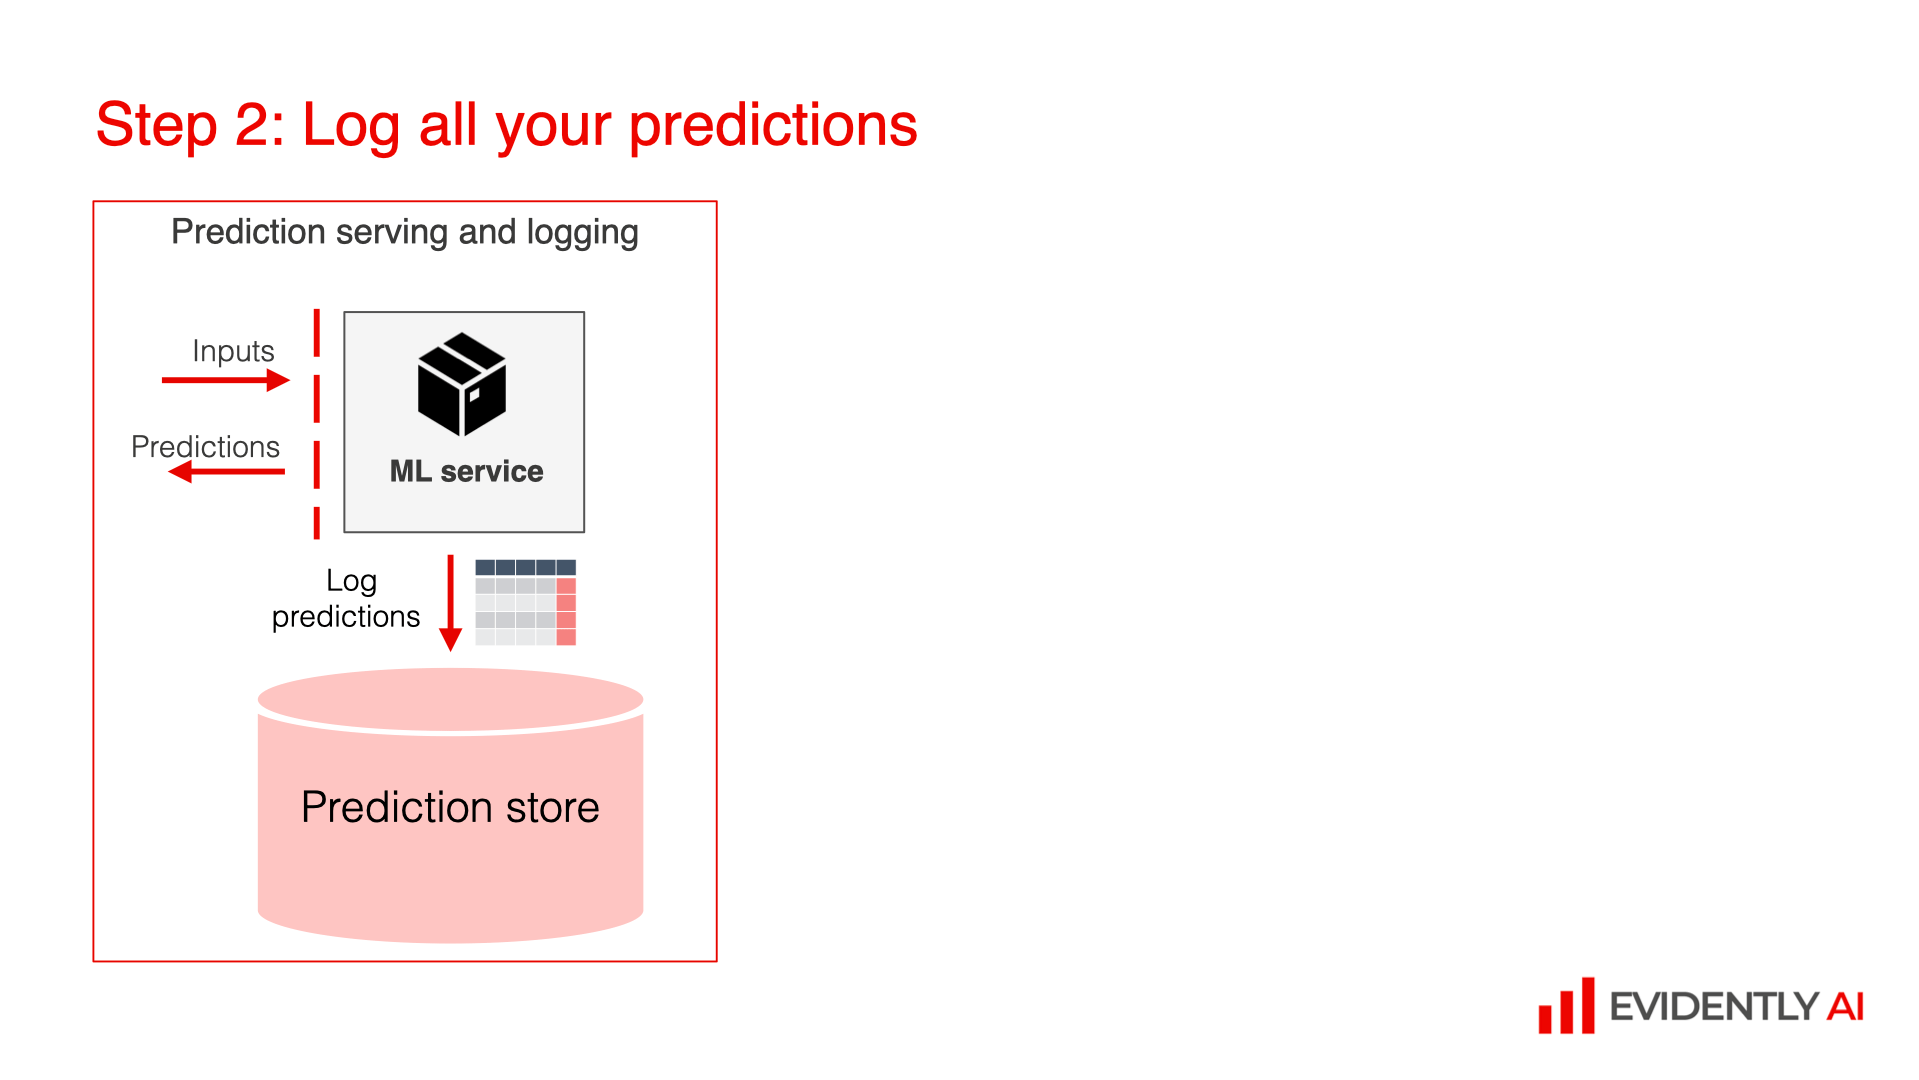 Step 2: Log all your predictions
Prediction serving and logging
Inputs
Predictions
ML service
Log
predictions
Prediction store
EVIDENTLY AI